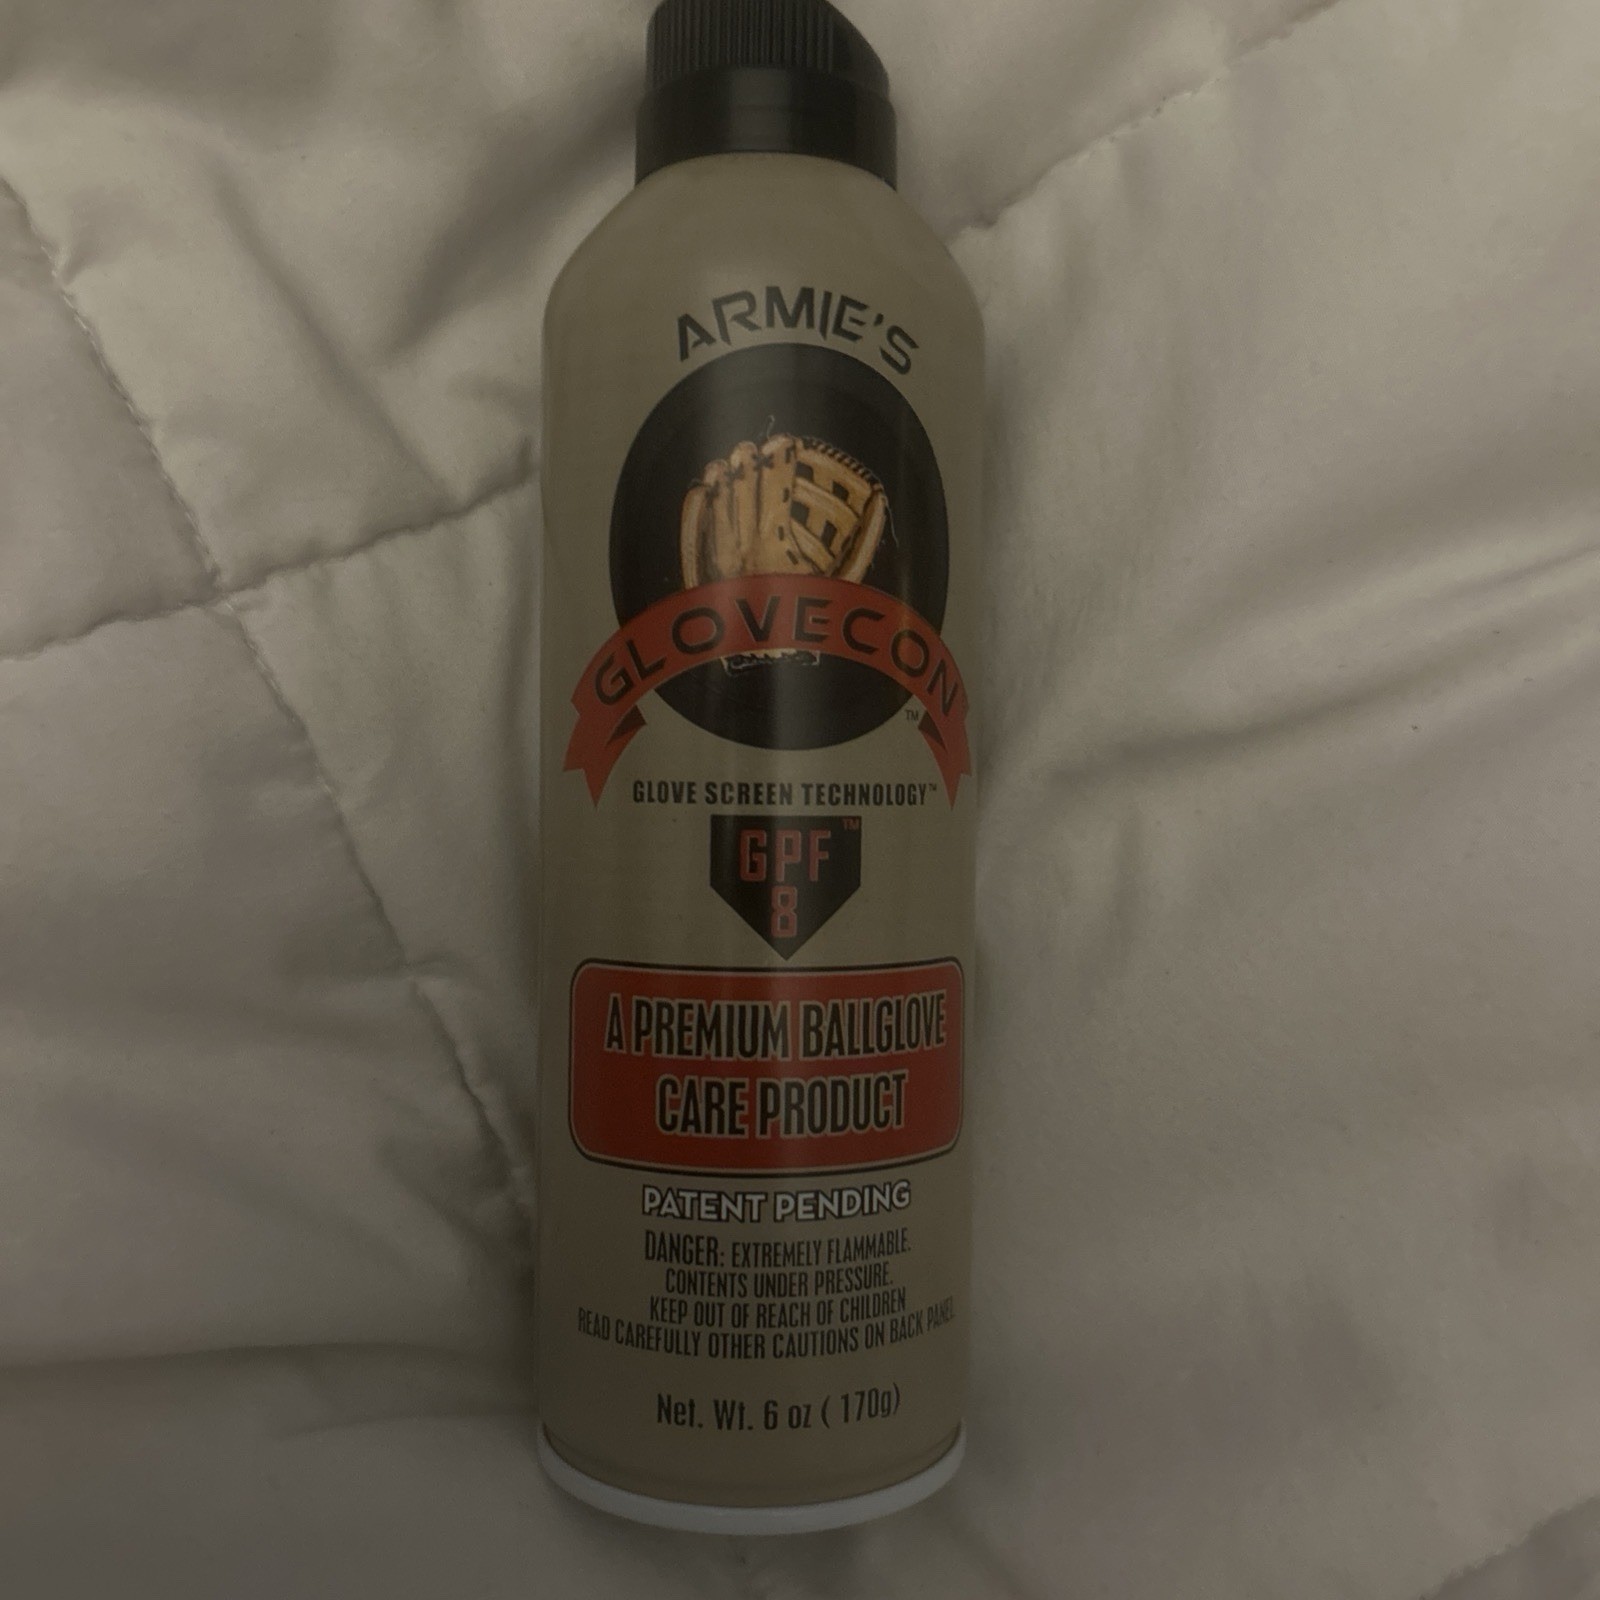 ARMIE'S
GLOVECON
TM
GLOVE SCREEN TECHNOLOGY™
GPF™
8
A PREMIUM BALLGLOVE
CARE PRODUCT
PATENT PENDING
DANGER: EXTREMELY FLAMMABLE.
CONTENTS UNDER PRESSURE.
KEEP OUT OF REACH OF CHILDREN
READ CAREFULLY OTHER CAUTIONS ON BACK PANEL
Net. Wt. 6 oz ( 170g)